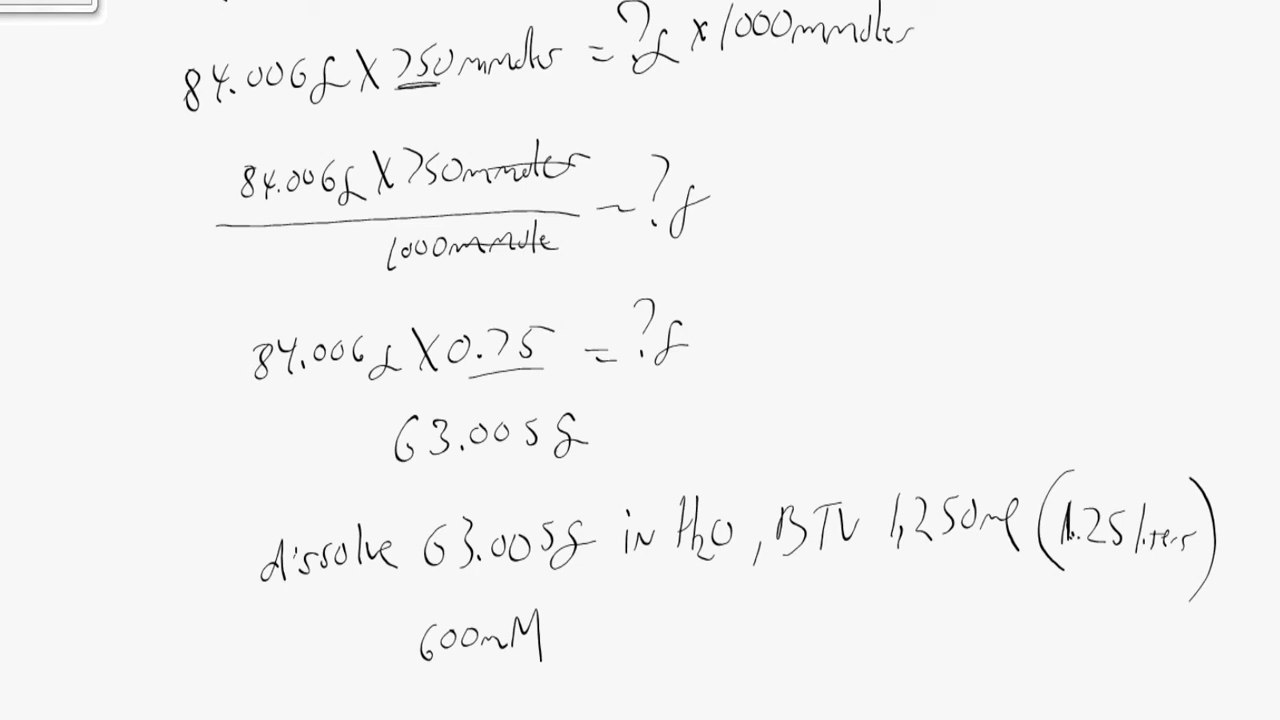 84.006g X 750mmoles = ?g x 1000mmoles
84.006g X 750mmoles
1000mmole
= ?g
84.006g X 0.75 = ?g
63.005g
dissolve 63.005g in H₂O, BTV 1,250ml (1.25 liters)
600mM